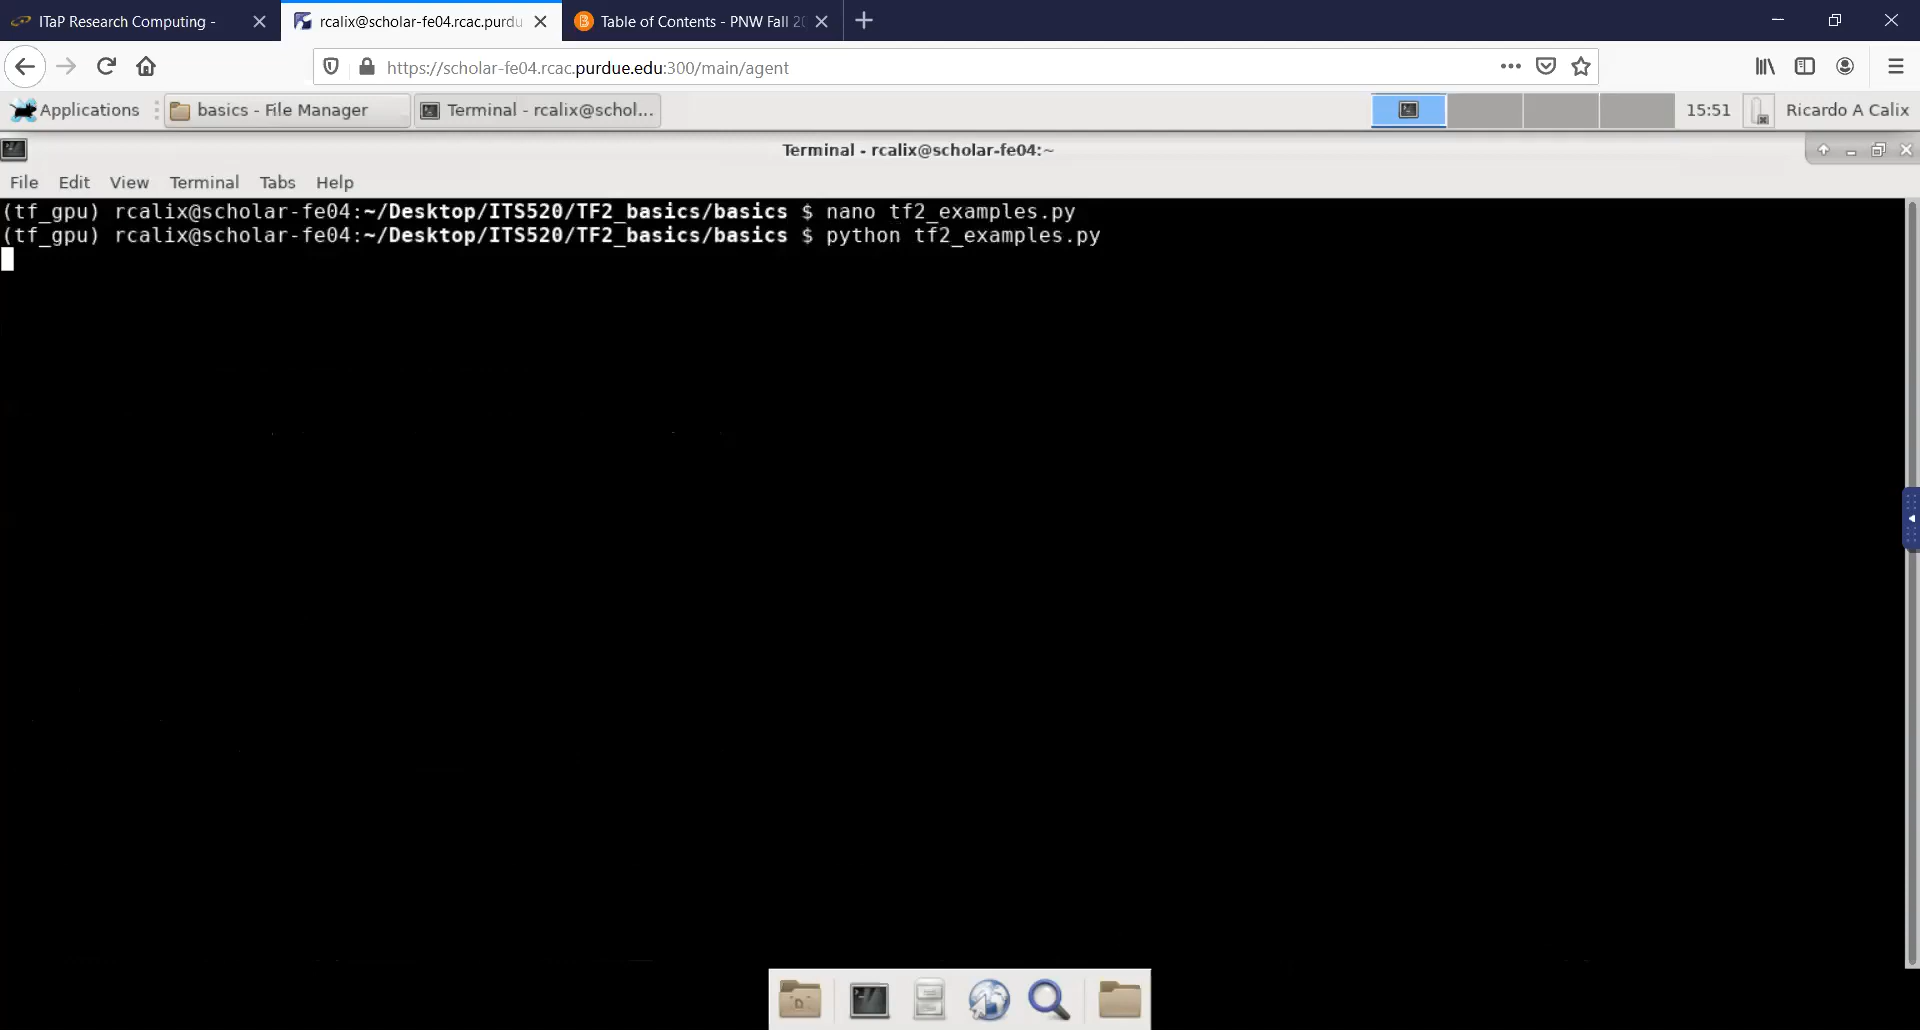 ITaP Research Computing -
rcalix@scholar-fe04.rcac.purdu
Table of Contents - PNW Fall 20
https://scholar-fe04.rcac.purdue.edu:300/main/agent
Applications
basics - File Manager
Terminal - rcalix@schol...
15:51
Ricardo A Calix
Terminal - rcalix@scholar-fe04:~
File Edit View Terminal Tabs Help
(tf_gpu) rcalix@scholar-fe04:~/Desktop/ITS520/TF2_basics/basics $ nano tf2_examples.py
(tf_gpu) rcalix@scholar-fe04:~/Desktop/ITS520/TF2_basics/basics $ python tf2_examples.py